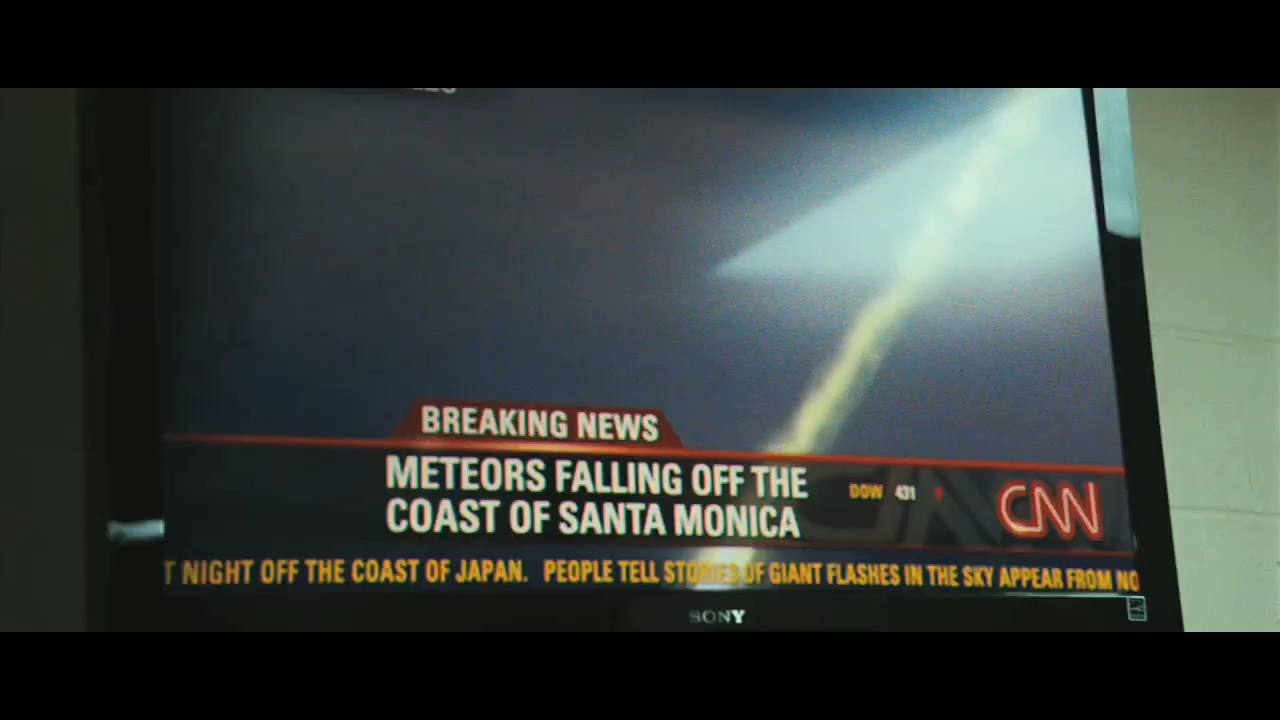 BREAKING NEWS
METEORS FALLING OFF THE
COAST OF SANTA MONICA
DOW 431
CNN
T NIGHT OFF THE COAST OF JAPAN. PEOPLE TELL STORIES OF GIANT FLASHES IN THE SKY APPEAR FROM NO
SONY